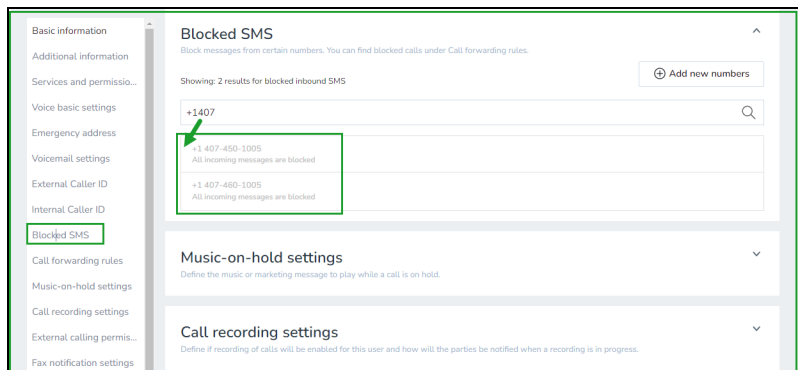 Basic information
Additional information
Services and permissio...
Voice basic settings
Emergency address
Voicemail settings
External Caller ID
Internal Caller ID
Blocked SMS
Call forwarding rules
Music-on-hold settings
Call recording settings
External calling permis...
Fax notification settings
Blocked SMS
Block messages from certain numbers. You can find blocked calls under Call forwarding rules.
Showing: 2 results for blocked inbound SMS
Add new numbers
+1407
+1 407-450-1005
All incoming messages are blocked
+1 407-460-1005
All incoming messages are blocked
Music-on-hold settings
Define the music or marketing message to play while a call is on hold.
Call recording settings
Define if recording of calls will be enabled for this user and how will the parties be notified when a recording is in progress.